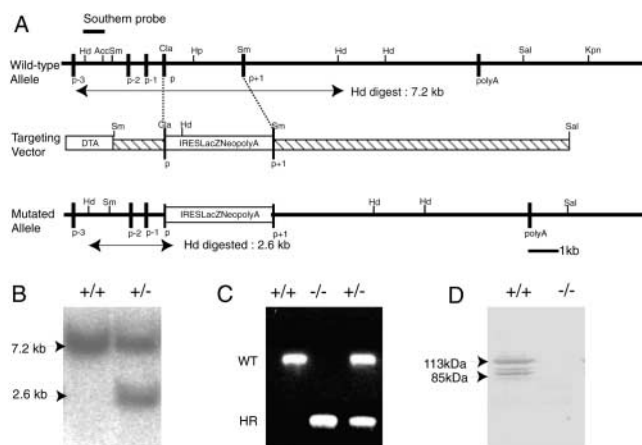 A
Southern probe
Hd AccSm Cla Hp Sm Hd Hd Sal Kpn
Wild-type
Allele
p-3 p-2 p-1 p p+1 polyA
Hd digest : 7.2 kb
Targeting
Vector
Sm Cla Hd Sm Sal
DTA IRESLacZNeopolyA
p p+1
Mutated
Allele
Hd Sm Hd Hd Sal
IRESLacZNeopolyA
p-3 p-2 p-1 p p+1 polyA
Hd digested : 2.6 kb
1kb
B
+/+ +/-
7.2 kb
2.6 kb
C
+/+ -/- +/-
WT
HR
D
+/+ -/-
113kDa
85kDa